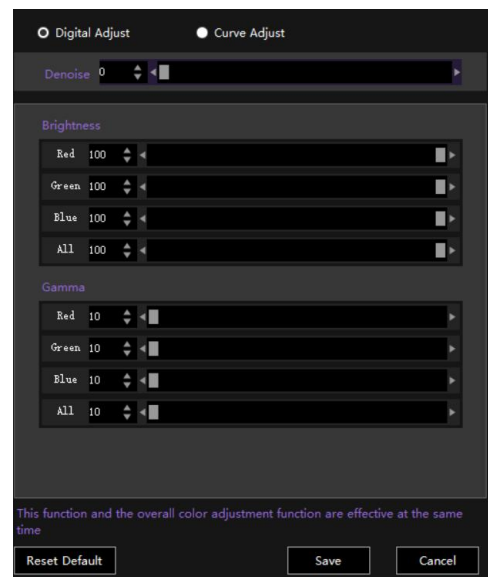 Digital Adjust Curve Adjust
Denoise 0
Brightness
Red 100
Green 100
Blue 100
All 100
Gamma
Red 10
Green 10
Blue 10
All 10
This function and the overall color adjustment function are effective at the same
time
Reset Default Save Cancel